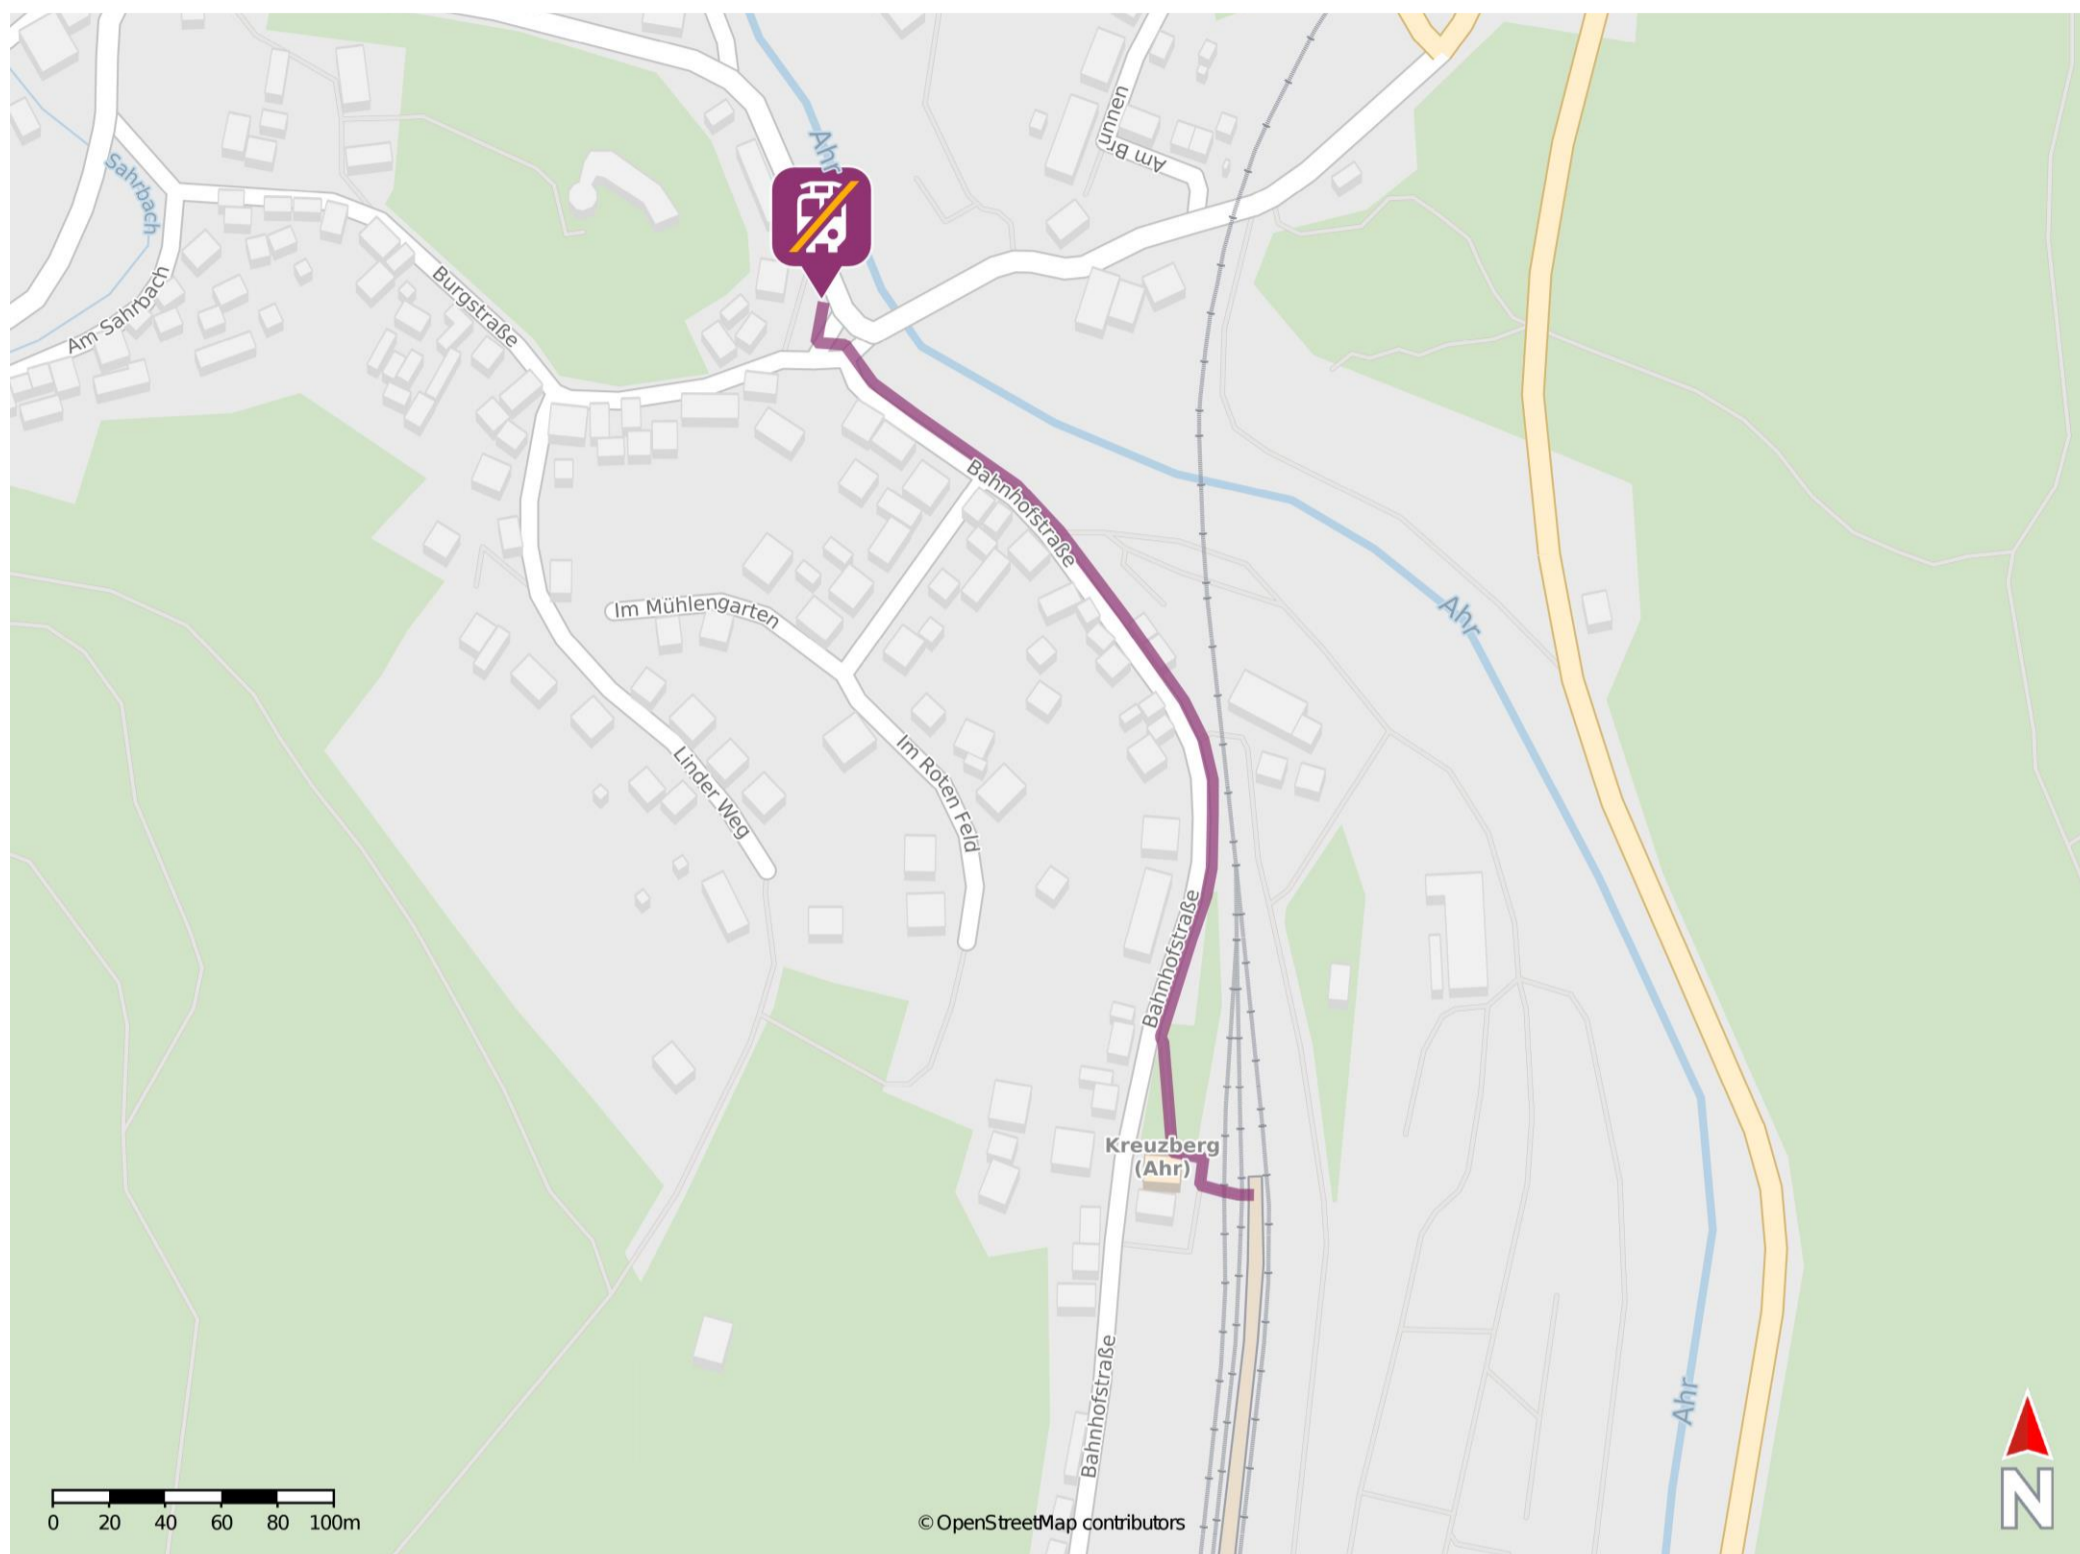 Ahr
Am Brunnen
Sahrbach
Am Sahrbach
Burgstraße
Bahnhofstraße
Im Mühlengarten
Ahr
Linder Weg
Im Roten Feld
Bahnhofstraße
Kreuzberg
(Ahr)
Bahnhofstraße
Ahr
N
0 20 40 60 80 100m
© OpenStreetMap contributors